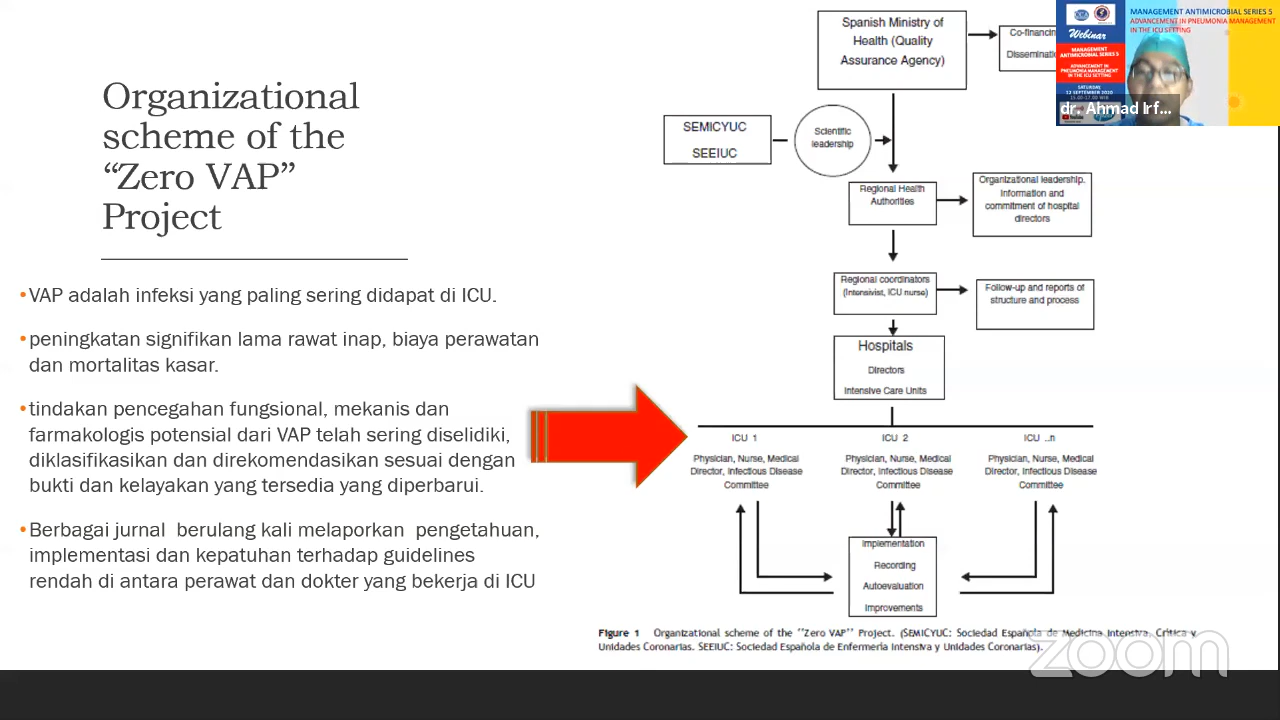 Organizational
scheme of the
“Zero VAP”
Project
•VAP adalah infeksi yang paling sering didapat di ICU.
•peningkatan signifikan lama rawat inap, biaya perawatan
dan mortalitas kasar.
•tindakan pencegahan fungsional, mekanis dan
farmakologis potensial dari VAP telah sering diselidiki,
diklasifikasikan dan direkomendasikan sesuai dengan
bukti dan kelayakan yang tersedia yang diperbarui.
•Berbagai jurnal berulang kali melaporkan pengetahuan,
implementasi dan kepatuhan terhadap guidelines
rendah di antara perawat dan dokter yang bekerja di ICU
Spanish Ministry of
Health (Quality
Assurance Agency)
Co-financin
Disseminatio
SEMICYUC
SEEIUC
Scientific
leadership
Regional Health
Authorities
Organizational leadership.
Information and
commitment of hospital
directors
Regional coordinators
(Intensivist, ICU nurse)
Follow-up and reports of
structure and process
Hospitals
Directors
Intensive Care Units
ICU 1
Physician, Nurse, Medical
Director, Infectious Disease
Committee
ICU 2
Physician, Nurse, Medical
Director, Infectious Disease
Committee
ICU ..n
Physician, Nurse, Medical
Director, Infectious Disease
Committee
Implementation
Recording
Autoevaluation
Improvements
Figure 1 Organizational scheme of the ''Zero VAP'' Project. (SEMICYUC: Sociedad Española de Medicina Intensiva, Crítica y
Unidades Coronarias. SEEIUC: Sociedad Española de Enfermería Intensiva y Unidades Coronarias).
MANAGEMENT ANTIMICROBIAL SERIES 5
ADVANCEMENT IN PNEUMONIA MANAGEMENT
IN THE ICU SETTING
Webinar
MANAGEMENT
ANTIMICROBIAL SERIES 5
ADVANCEMENT IN
PNEUMONIA MANAGEMENT
IN THE ICU SETTING
SATURDAY,
12 SEPTEMBER 2020
dr. Ahmad Irf...
zoom